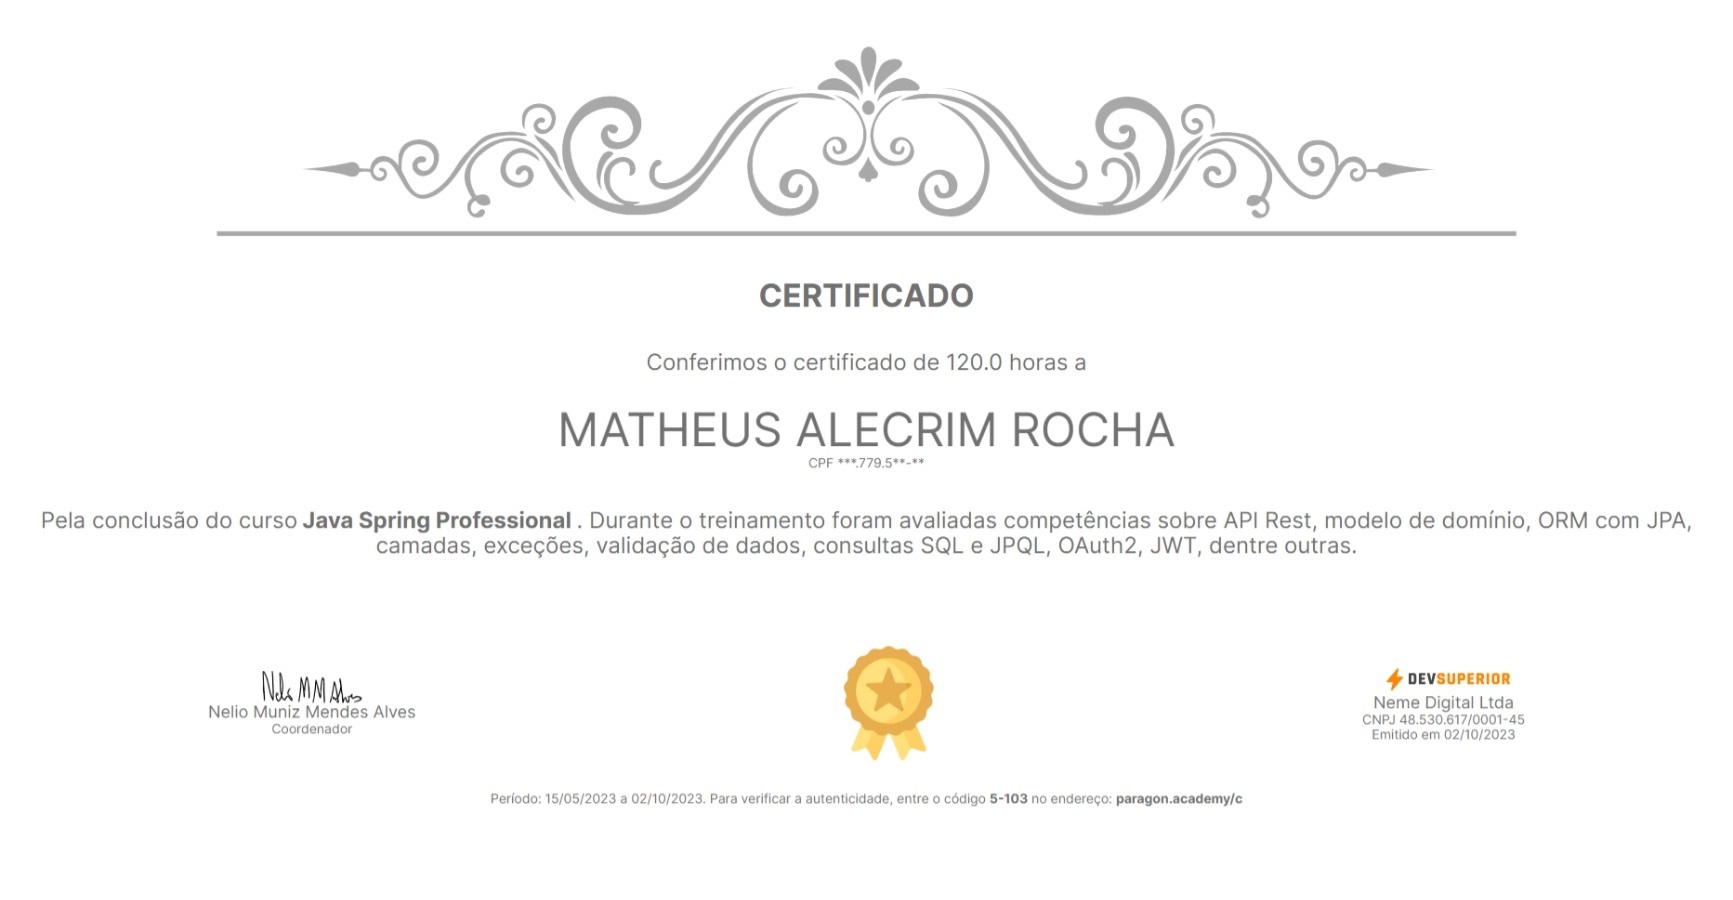 CERTIFICADO
Conferimos o certificado de 120.0 horas a
MATHEUS ALECRIM ROCHA
CPF ***.779.5**-**
Pela conclusão do curso Java Spring Professional . Durante o treinamento foram avaliadas competências sobre API Rest, modelo de domínio, ORM com JPA,
camadas, exceções, validação de dados, consultas SQL e JPQL, OAuth2, JWT, dentre outras.
Nelio Muniz Mendes Alves
Coordenador
DEVSUPERIOR
Neme Digital Ltda
CNPJ 48.530.617/0001-45
Emitido em 02/10/2023
Período: 15/05/2023 a 02/10/2023. Para verificar a autenticidade, entre o código 5-103 no endereço: paragon.academy/c